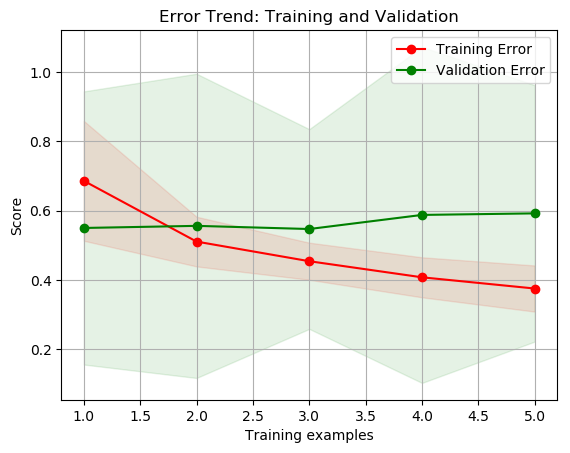 Error Trend: Training and Validation
Training Error
Validation Error
Score
1.0
0.8
0.6
0.4
0.2
1.0 1.5 2.0 2.5 3.0 3.5 4.0 4.5 5.0
Training examples